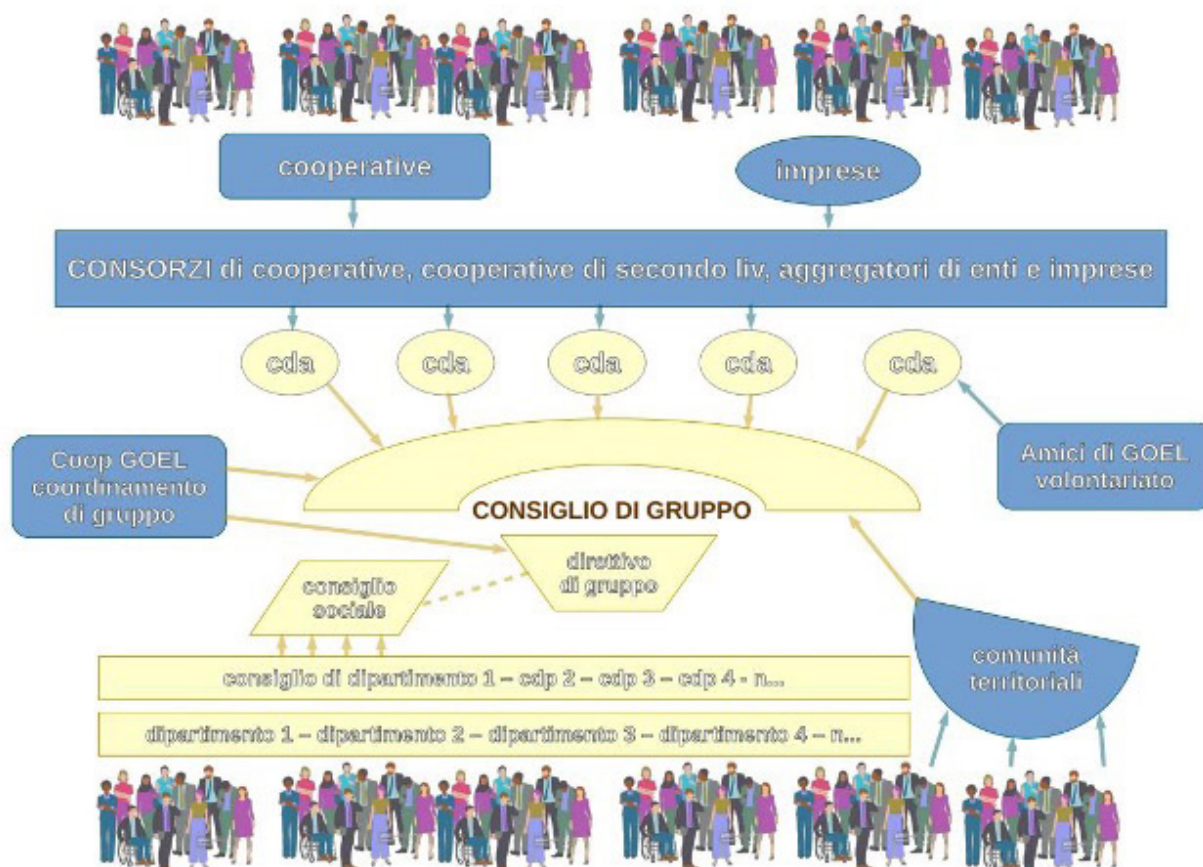 cooperative
imprese
CONSORZI di cooperative, cooperative di secondo liv, aggregatori di enti e imprese
cda
cda
cda
cda
cda
Coop GOEL
coordinamento
di gruppo
Amici di GOEL
volontariato
CONSIGLIO DI GRUPPO
direttivo
di gruppo
consiglio
sociale
comunità
territoriali
consiglio di dipartimento 1 – cdp 2 – cdp 3 – cdp 4 - n...
dipartimento 1 – dipartimento 2 – dipartimento 3 – dipartimento 4 – n...